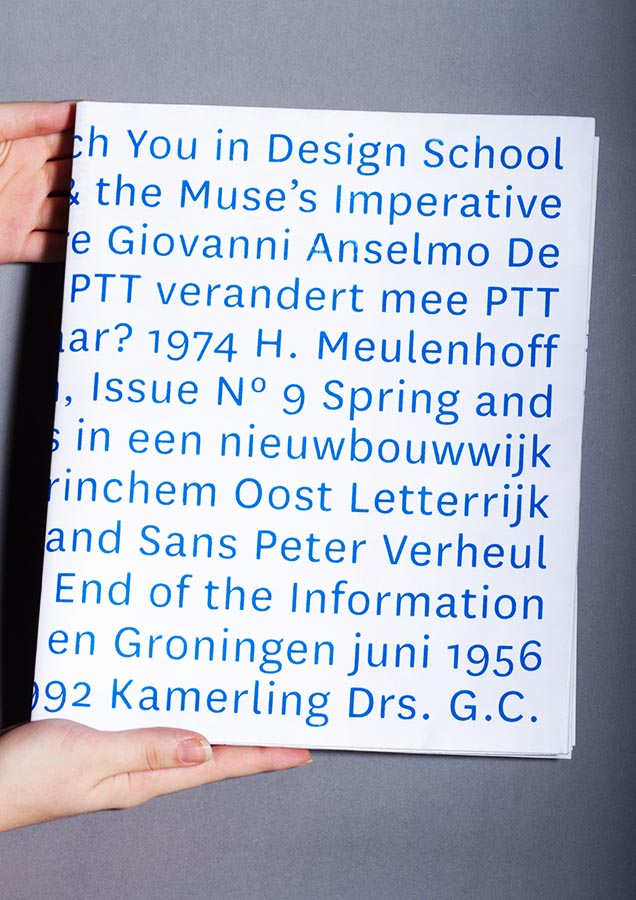 ch You in Design School
& the Muse's Imperative
re Giovanni Anselmo De
PTT verandert mee PTT
aar? 1974 H. Meulenhoff
, Issue Nº 9 Spring and
s in een nieuwbouwwijk
rinchem Oost Letterrijk
and Sans Peter Verheul
End of the Information
en Groningen juni 1956
992 Kamerling Drs. G.C.